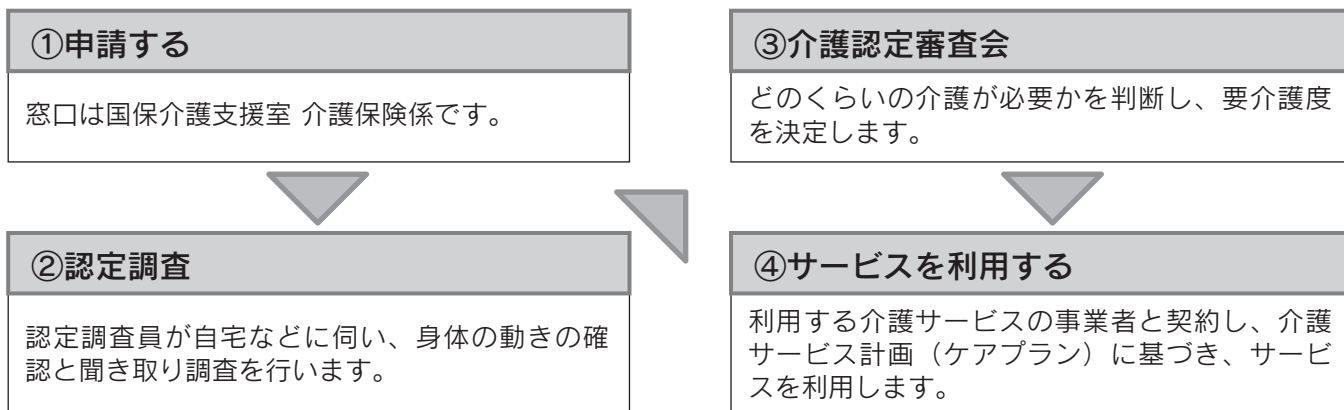 ①申請する
窓口は国保介護支援室 介護保険係です。
②認定調査
認定調査員が自宅などに伺い、身体の動きの確
認と聞き取り調査を行います。
③介護認定審査会
どのくらいの介護が必要かを判断し、要介護度
を決定します。
④サービスを利用する
利用する介護サービスの事業者と契約し、介護
サービス計画（ケアプラン）に基づき、サービ
スを利用します。